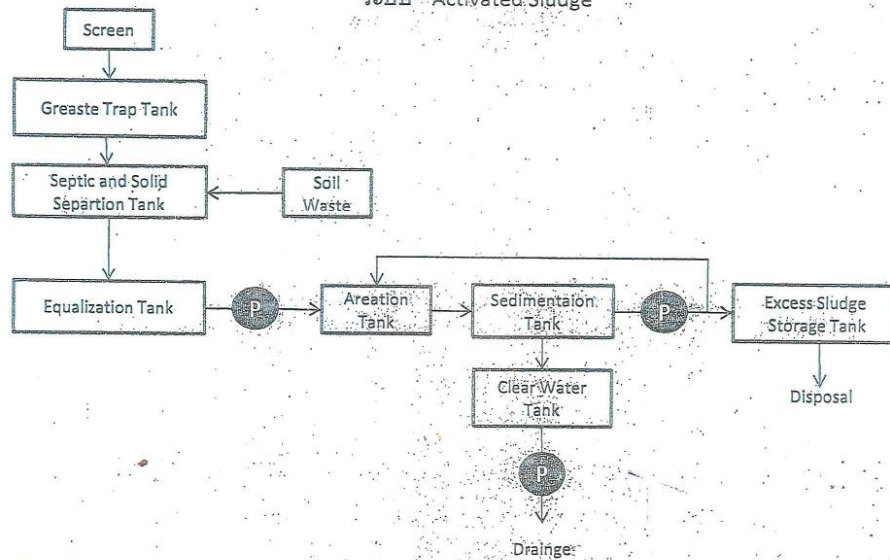 Activated Sludge
Screen
Greaste Trap Tank
Septic and Solid
Separtion Tank
Soil
Waste
Equalization Tank
P
Areation
Tank
Sedimentaion
Tank
P
Excess Sludge
Storage Tank
Clear Water
Tank
Disposal
P
Drainge